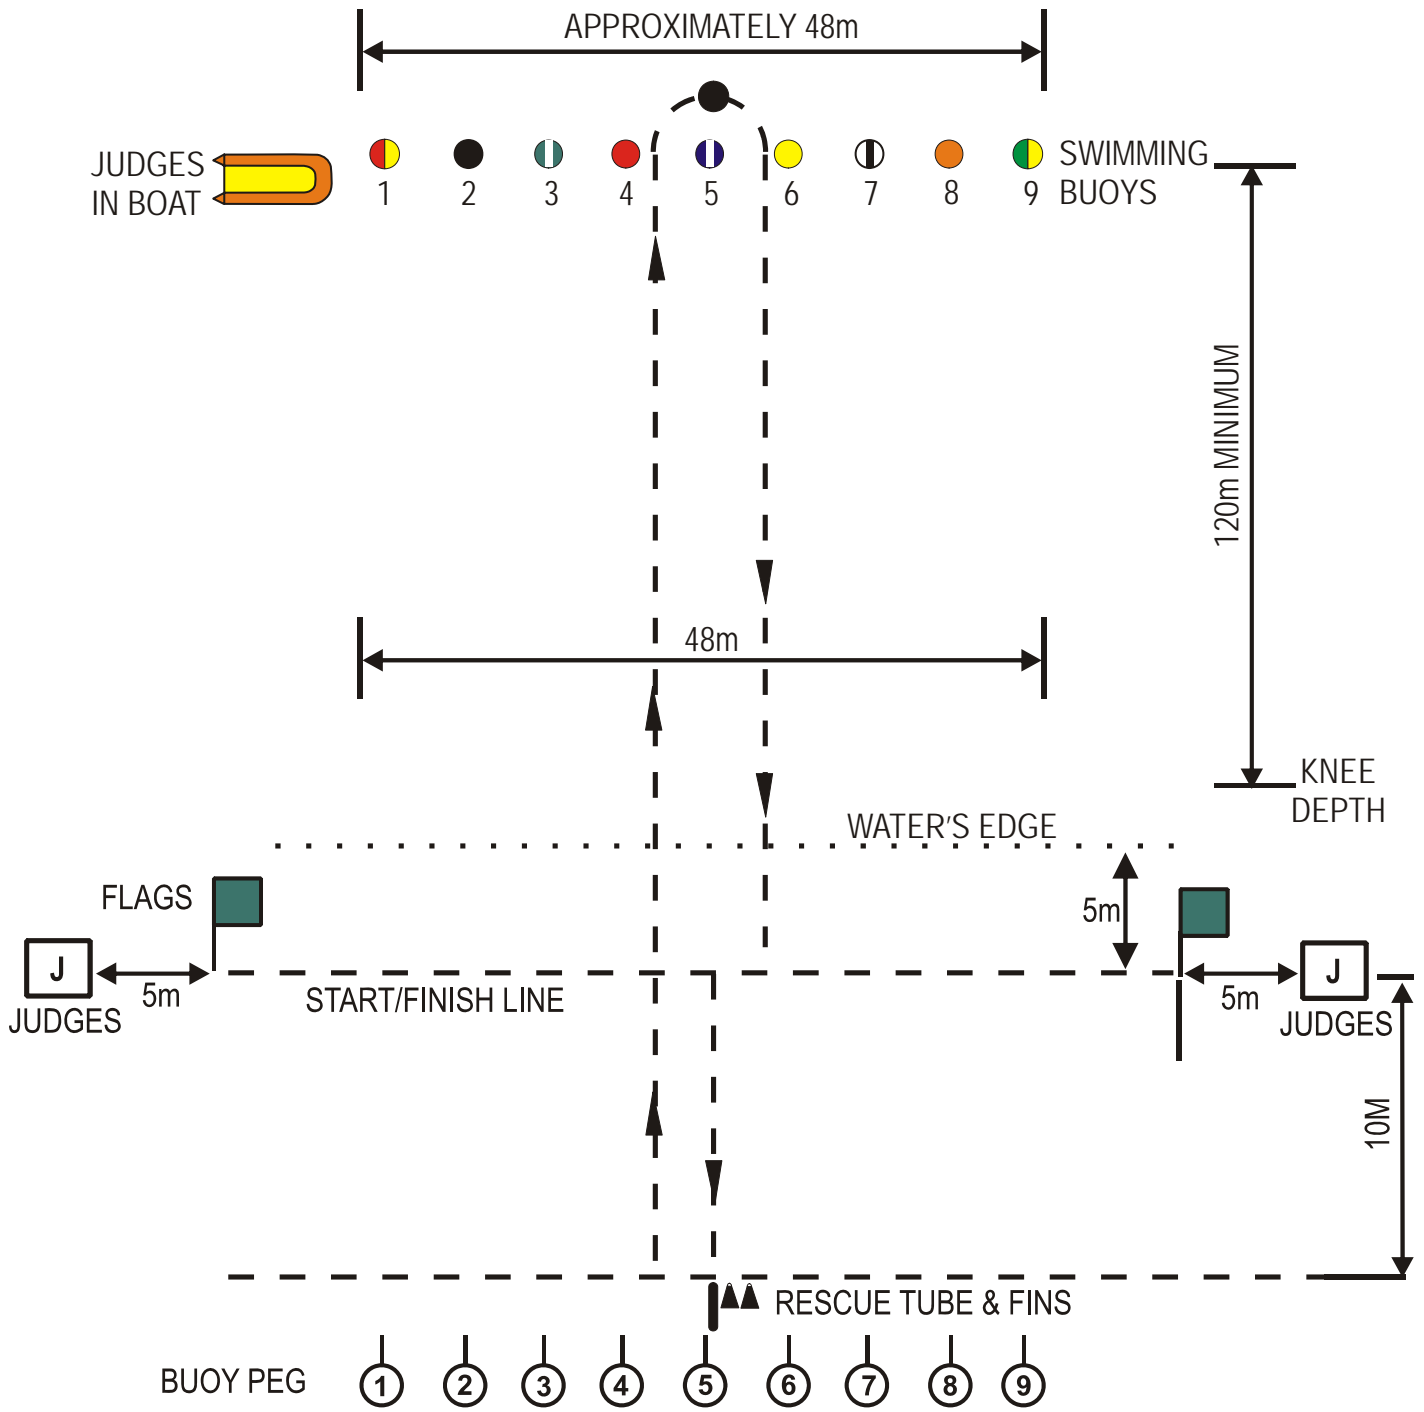 APPROXIMATELY 48m
JUDGES
IN BOAT
SWIMMING
BUOYS
1 2 3 4 5 6 7 8 9
120m MINIMUM
48m
KNEE
DEPTH
WATER'S EDGE
FLAGS
5m
J
J
5m
5m
JUDGES
START/FINISH LINE
JUDGES
10M
RESCUE TUBE & FINS
BUOY PEG
1 2 3 4 5 6 7 8 9